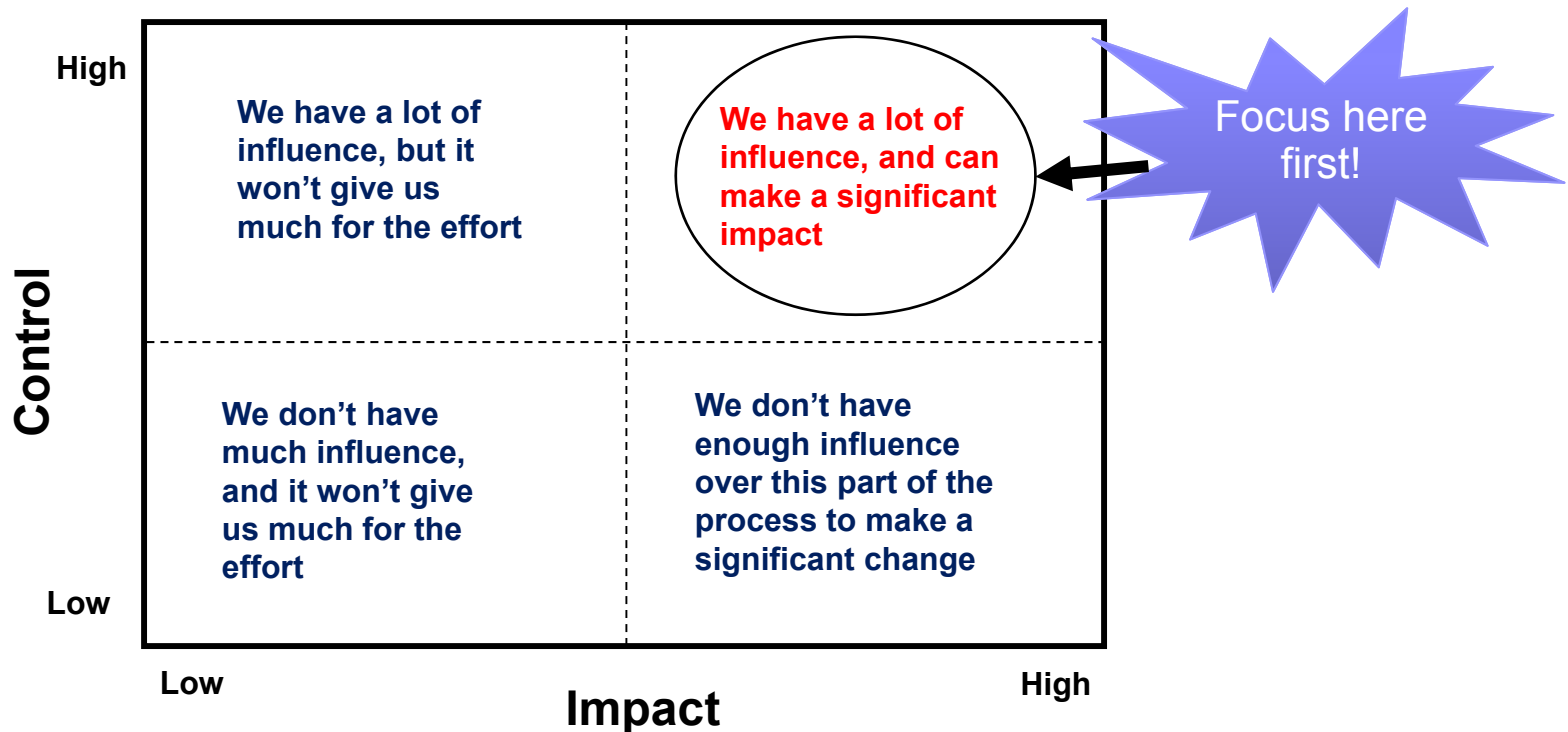 High
We have a lot of
influence, but it
won’t give us
much for the effort
We have a lot of
influence, and can
make a significant
impact
Focus here
first!
Control
We don’t have
much influence,
and it won’t give
us much for the
effort
We don’t have
enough influence
over this part of the
process to make a
significant change
Low
Low
Impact
High